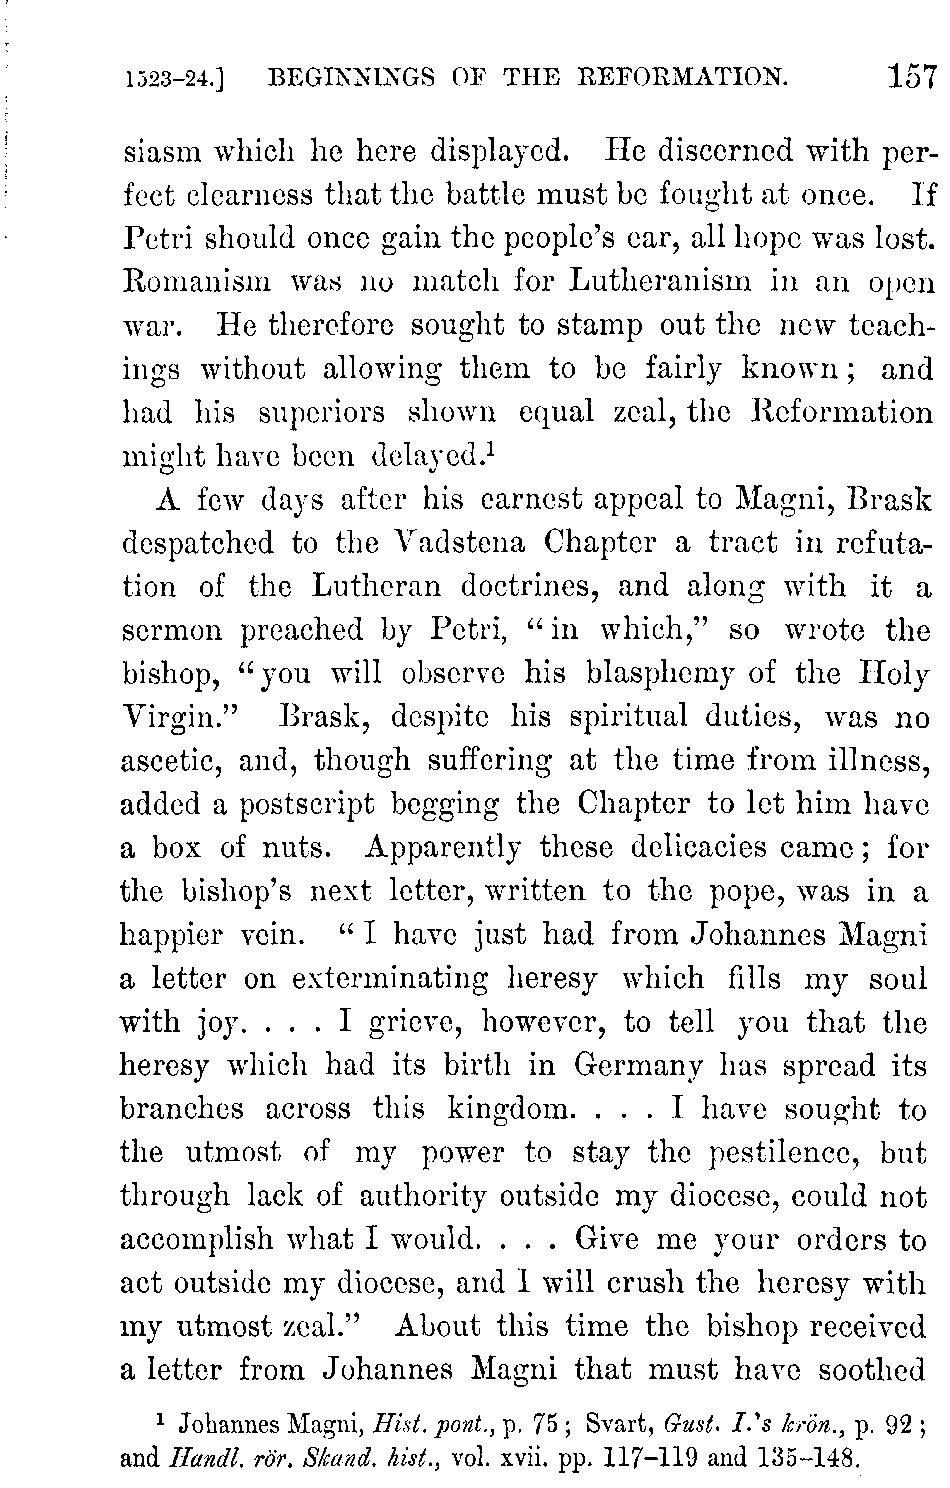 1523–24.] BEGINNINGS OF THE REFORMATION. 157
siasm which he here displayed. He discerned with per-
fect clearness that the battle must be fought at once. If
Petri should once gain the people's ear, all hope was lost.
Romanism was no match for Lutheranism in an open
war. He therefore sought to stamp out the new teach-
ings without allowing them to be fairly known; and
had his superiors shown equal zeal, the Reformation
might have been delayed.¹
A few days after his earnest appeal to Magni, Brask
despatched to the Vadstena Chapter a tract in refuta-
tion of the Lutheran doctrines, and along with it a
sermon preached by Petri, "in which," so wrote the
bishop, "you will observe his blasphemy of the Holy
Virgin." Brask, despite his spiritual duties, was no
ascetic, and, though suffering at the time from illness,
added a postscript begging the Chapter to let him have
a box of nuts. Apparently these delicacies came; for
the bishop's next letter, written to the pope, was in a
happier vein. "I have just had from Johannes Magni
a letter on exterminating heresy which fills my soul
with joy. . . . I grieve, however, to tell you that the
heresy which had its birth in Germany has spread its
branches across this kingdom. . . . I have sought to
the utmost of my power to stay the pestilence, but
through lack of authority outside my diocese, could not
accomplish what I would. . . . Give me your orders to
act outside my diocese, and I will crush the heresy with
my utmost zeal." About this time the bishop received
a letter from Johannes Magni that must have soothed
¹ Johannes Magni, Hist. pont., p. 75; Svart, Gust. I.'s krön., p. 92;
and Handl. rör. Skand. hist., vol. xvii. pp. 117–119 and 135–148.